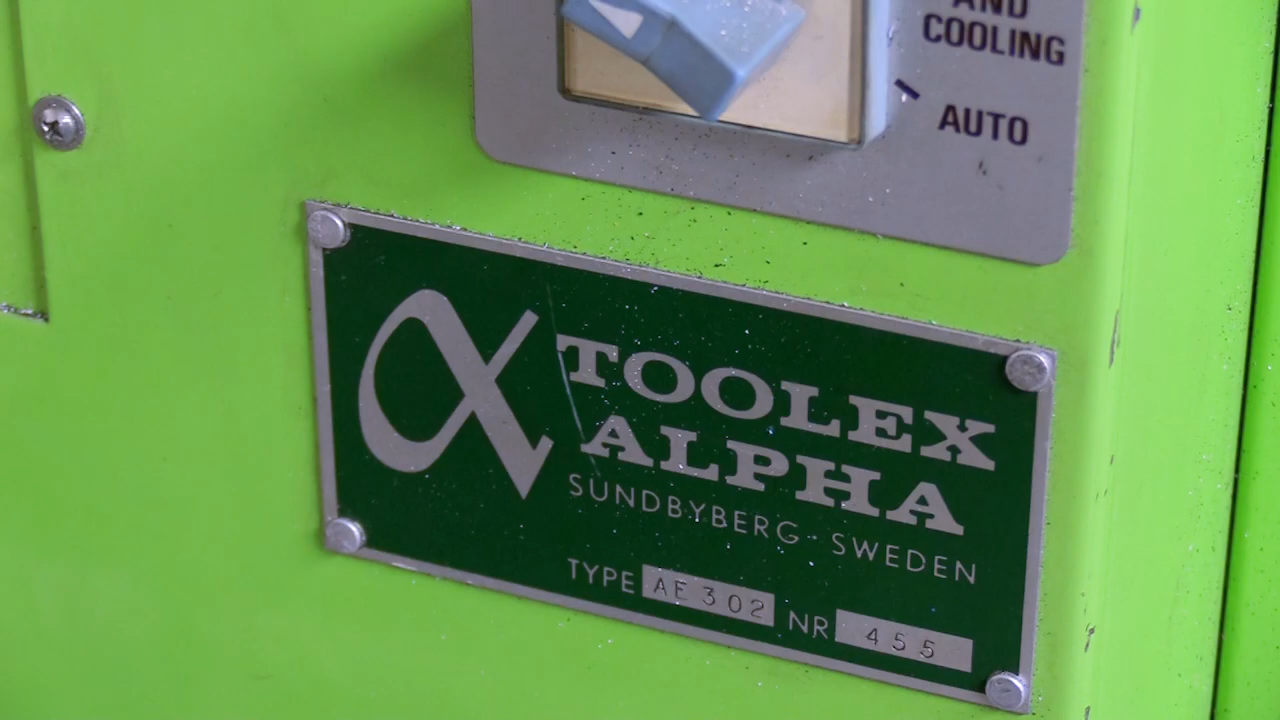 AND
COOLING
AUTO
α TOOLEX
ALPHA
SUNDBYBERG · SWEDEN
TYPE AE 302 NR 455